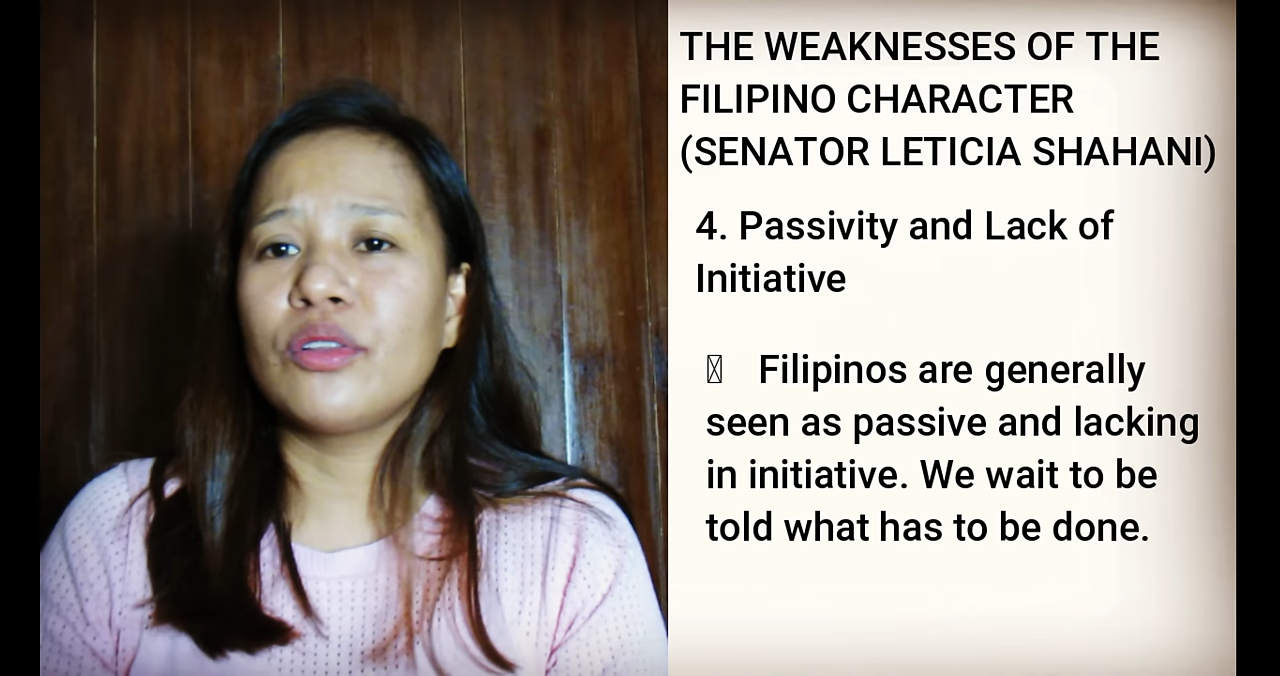 THE WEAKNESSES OF THE
FILIPINO CHARACTER
(SENATOR LETICIA SHAHANI)
4. Passivity and Lack of
Initiative
Filipinos are generally
seen as passive and lacking
in initiative. We wait to be
told what has to be done.